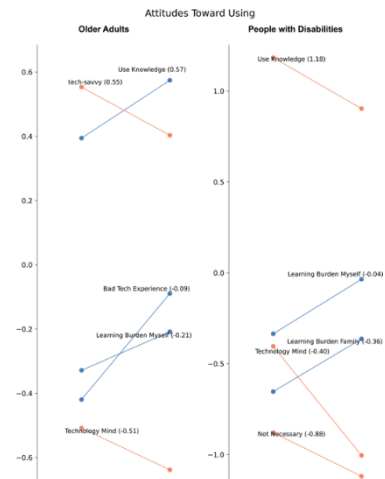 Attitudes Toward Using
Older Adults
People with Disabilities
0.6
0.4
0.2
0.0
−0.2
−0.4
−0.6
Use Knowledge (0.57)
tech-savvy (0.55)
Bad Tech Experience (-0.09)
Learning Burden Myself (-0.21)
Technology Mind (-0.51)
1.0
0.5
0.0
−0.5
−1.0
Use Knowledge (1.18)
Learning Burden Myself (-0.04)
Learning Burden Family (-0.36)
Technology Mind (-0.40)
Not Necessary (-0.88)